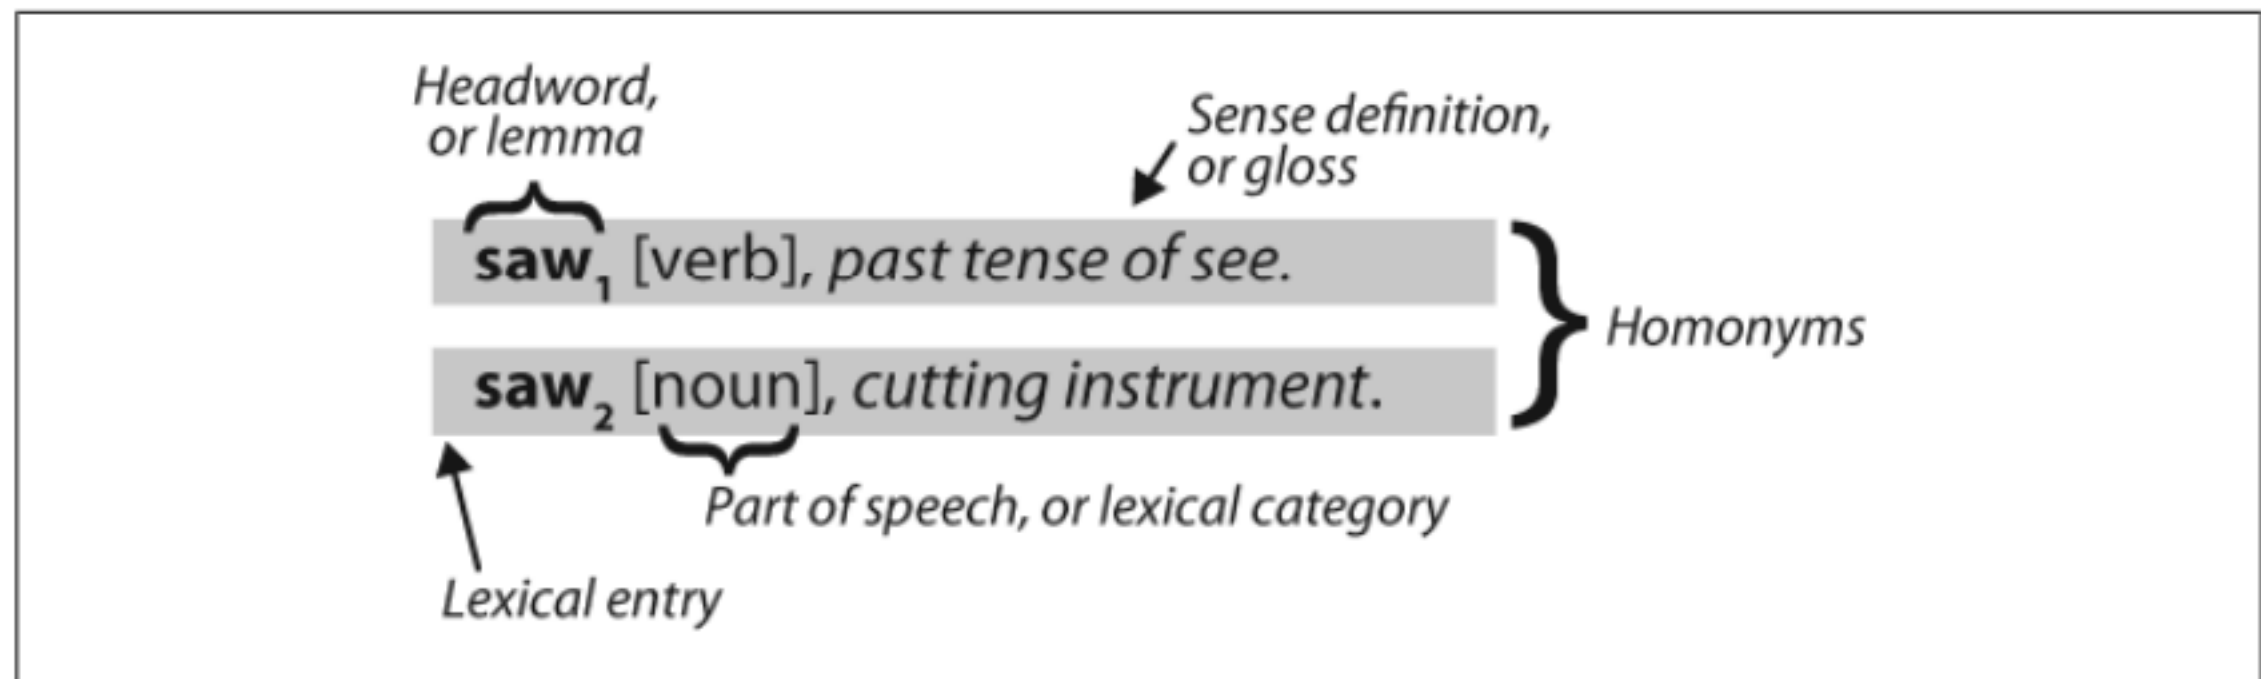 Headword,
or lemma
Sense definition,
or gloss
saw₁ [verb], past tense of see.
Homonyms
saw₂ [noun], cutting instrument.
Part of speech, or lexical category
Lexical entry